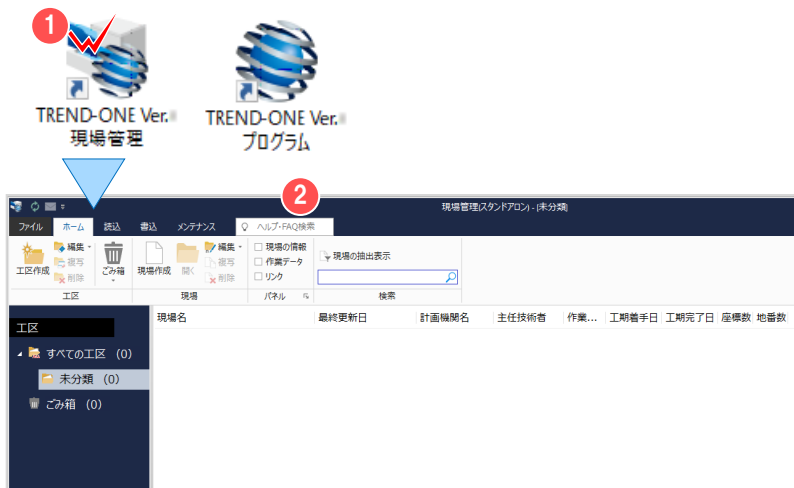 1
TREND-ONE Ver.
現場管理
TREND-ONE Ver.
プログラム
2
現場管理(スタンドアロン) - [未分類]
ファイル ホーム 読込 書込 メンテナンス ヘルプ・FAQ検索
工区作成 編集 複写 削除 ごみ箱 現場作成 開く 編集 複写 削除 現場の情報 作業データ リンク 現場の抽出表示
工区 現場 パネル 検索
工区
現場名 最終更新日 計画機関名 主任技術者 作業... 工期着手日 工期完了日 座標数 地番数
すべての工区 (0)
未分類 (0)
ごみ箱 (0)